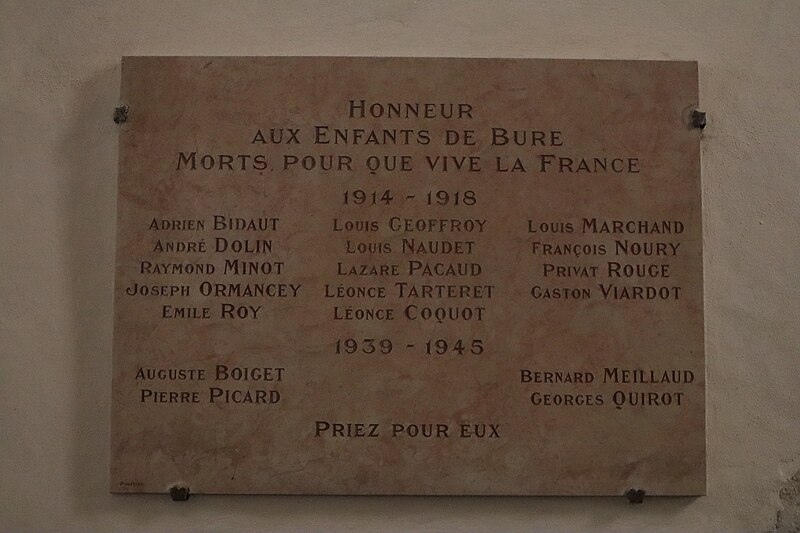 HONNEUR
AUX ENFANTS DE BURE
MORTS POUR QUE VIVE LA FRANCE
1914 - 1918
ADRIEN BIDAUT LOUIS GEOFFROY LOUIS MARCHAND
ANDRÉ DOLIN LOUIS NAUDET FRANÇOIS NOURY
RAYMOND MINOT LAZARE PACAUD PRIVAT ROUGE
JOSEPH ORMANCEY LÉONCE TARTERET GASTON VIARDOT
EMILE ROY LÉONCE COQUOT
1939 - 1945
AUGUSTE BOIGET BERNARD MEILLAUD
PIERRE PICARD GEORGES QUIROT
PRIEZ POUR EUX